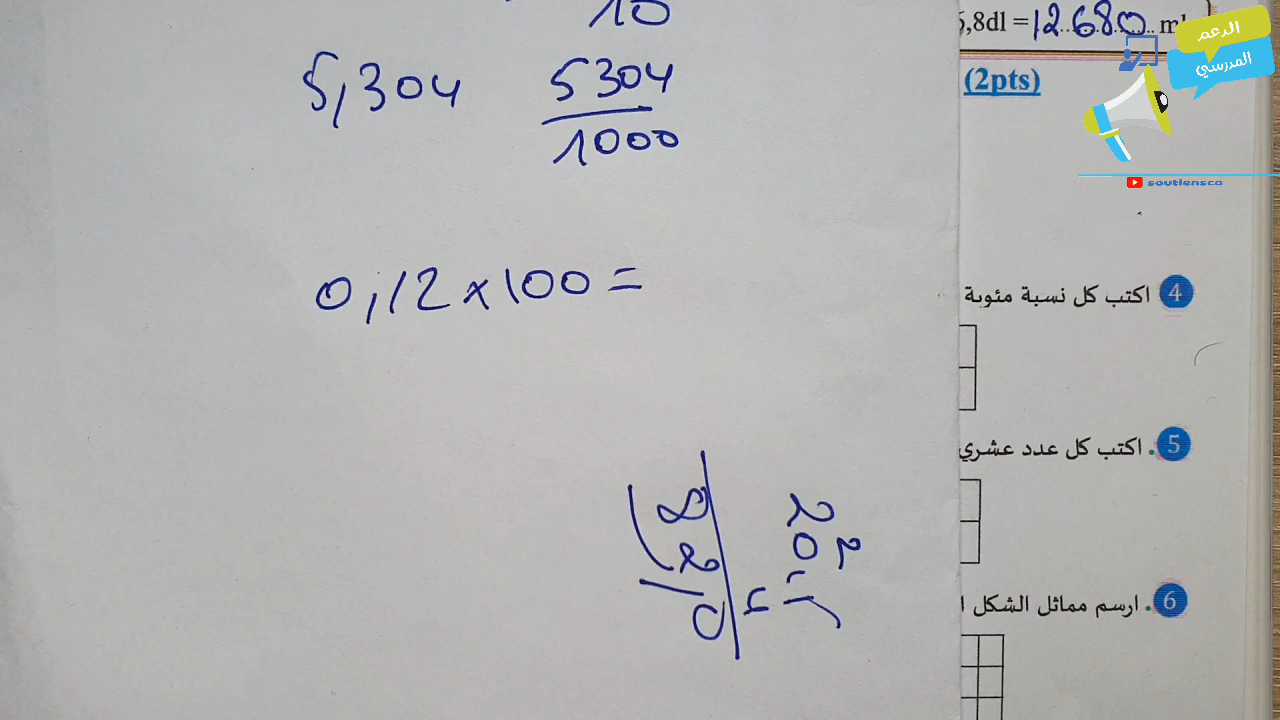 10
5,304 5304
1000
0,12 x 100 =
6,8dl = 12.680 ml
(2pts)
الدعم
المدرسي
soutiensco
4 اكتب كل نسبة مئوية
5 . اكتب كل عدد عشري
6 . ارسم مماثل الشكل